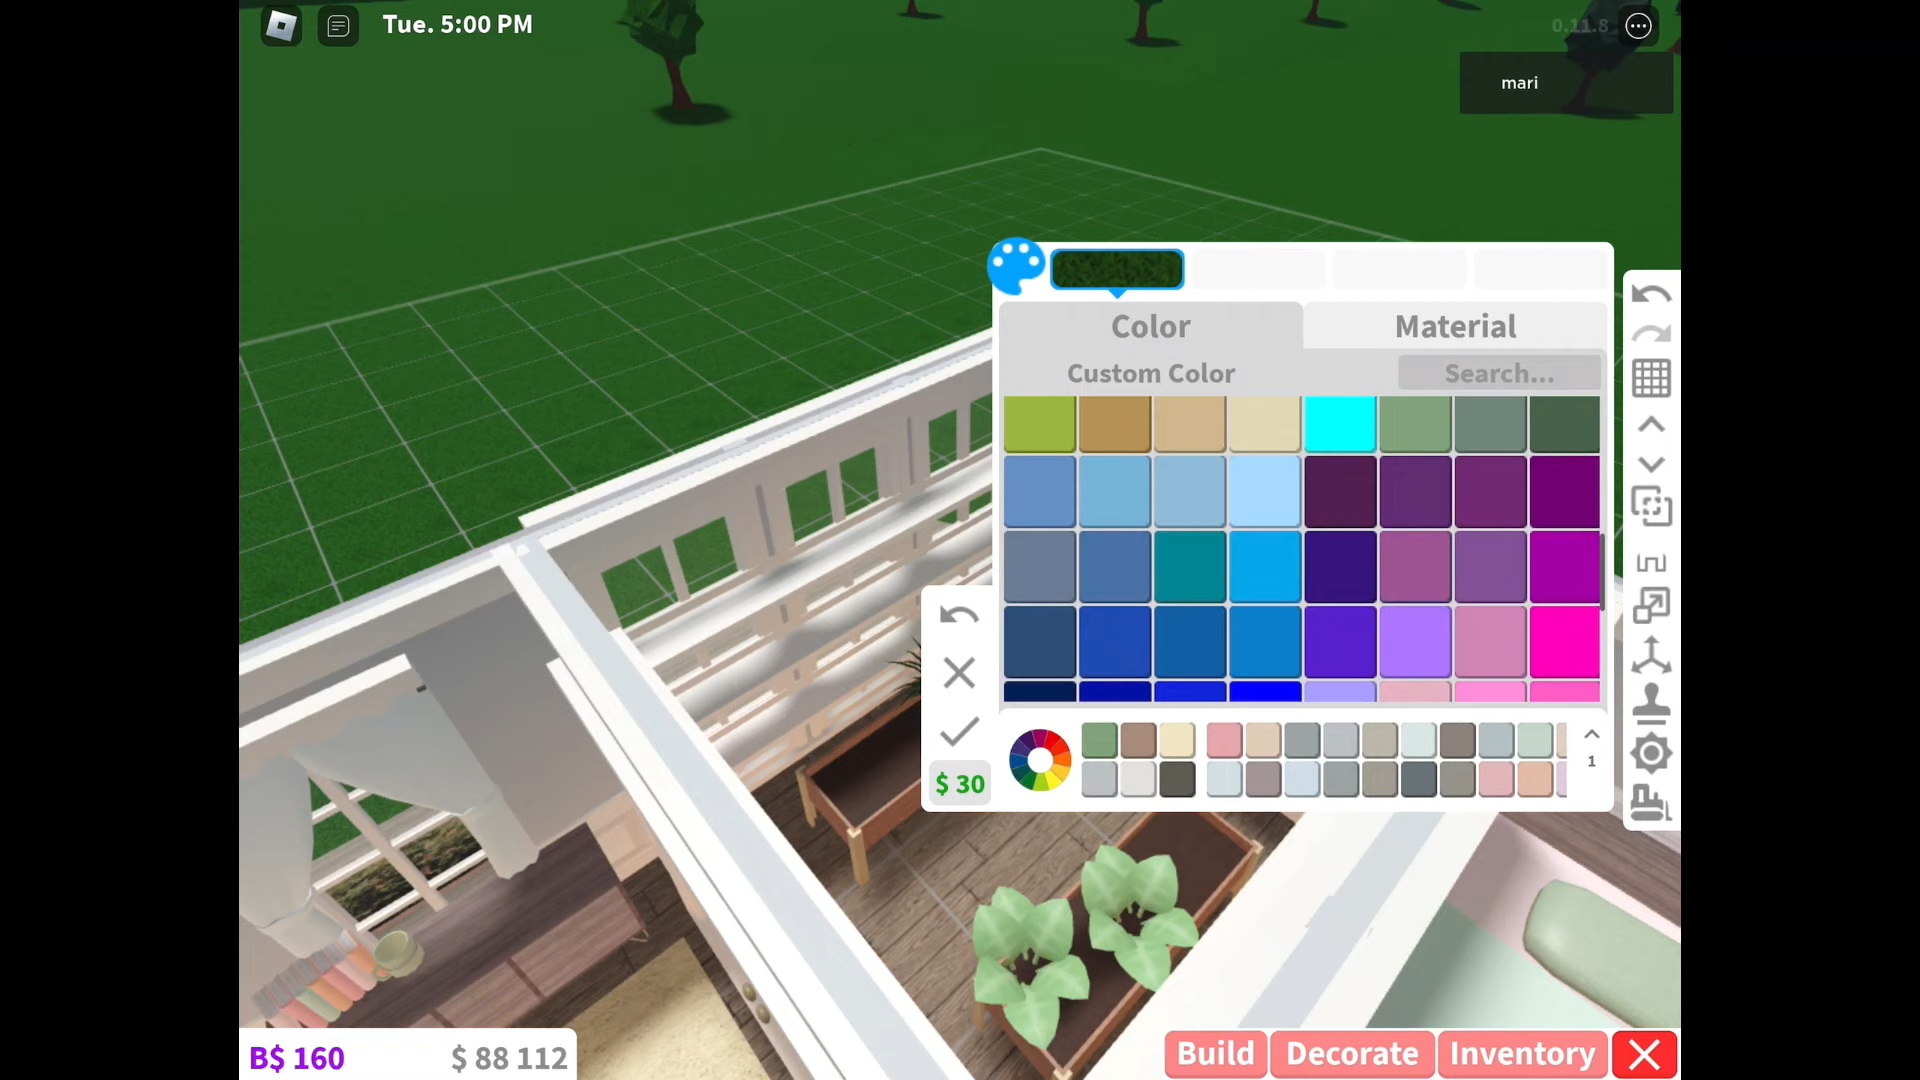 Tue. 5:00 PM
0.11.8
mari
Color
Material
Custom Color
Search...
$ 30
1
B$ 160
$ 88 112
Build
Decorate
Inventory